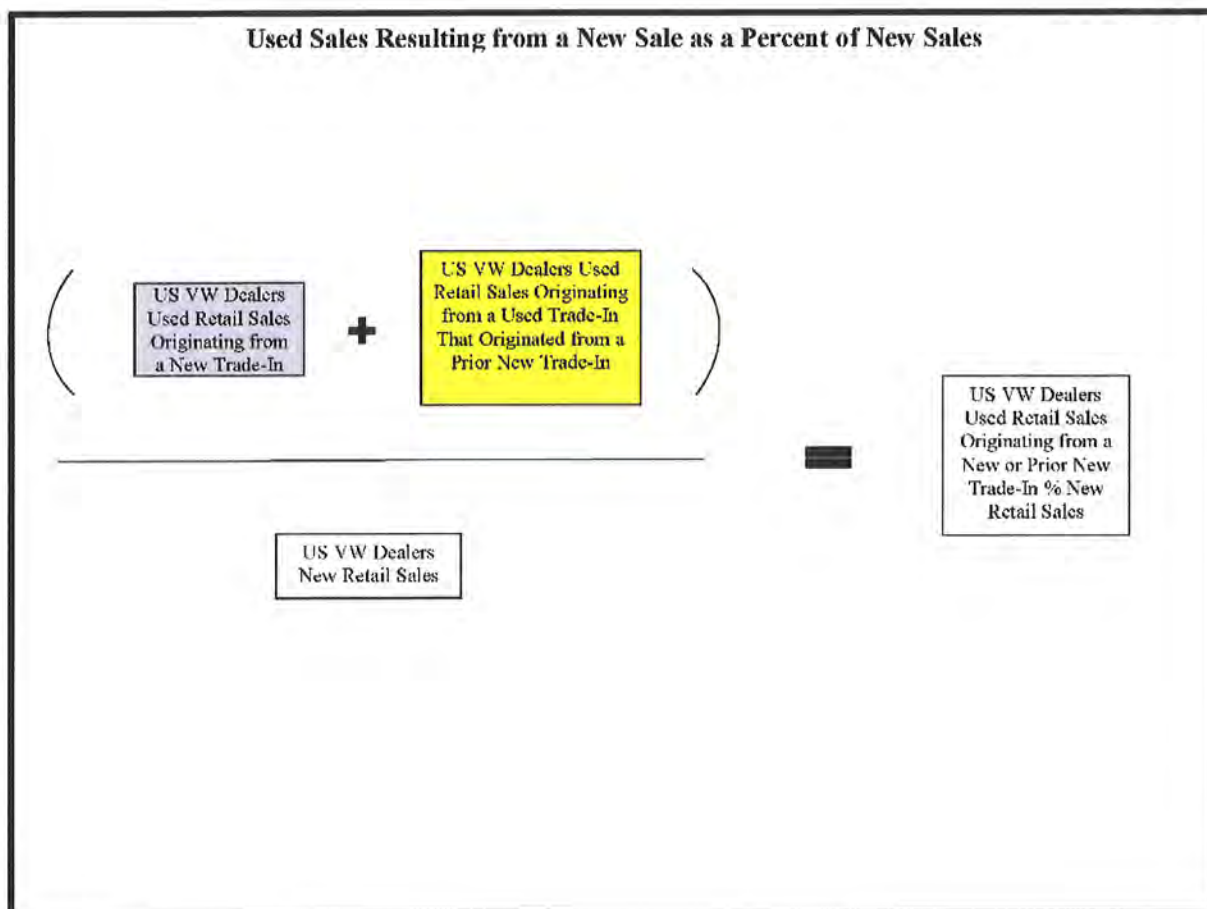 Used Sales Resulting from a New Sale as a Percent of New Sales
US VW Dealers
Used Retail Sales
Originating from
a New Trade-In
+
US VW Dealers Used
Retail Sales Originating
from a Used Trade-In
That Originated from a
Prior New Trade-In
=
US VW Dealers
New Retail Sales
US VW Dealers
Used Retail Sales
Originating from a
New or Prior New
Trade-In % New
Retail Sales